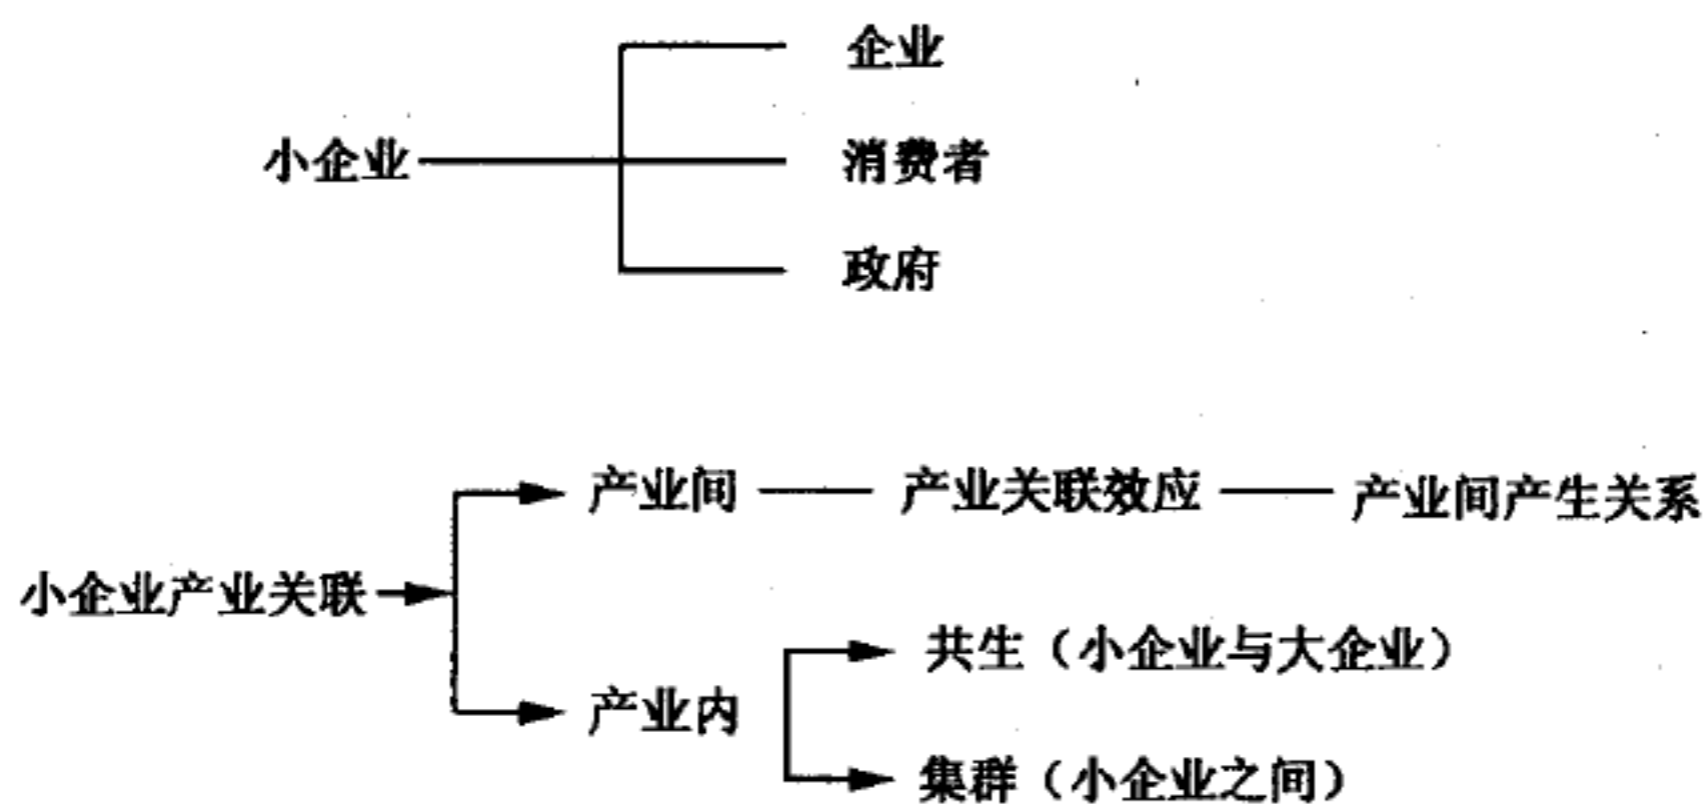 企业
小企业
消费者
政府
产业间
产业关联效应
产业间产生关系
小企业产业关联
共生（小企业与大企业）
产业内
集群（小企业之间）